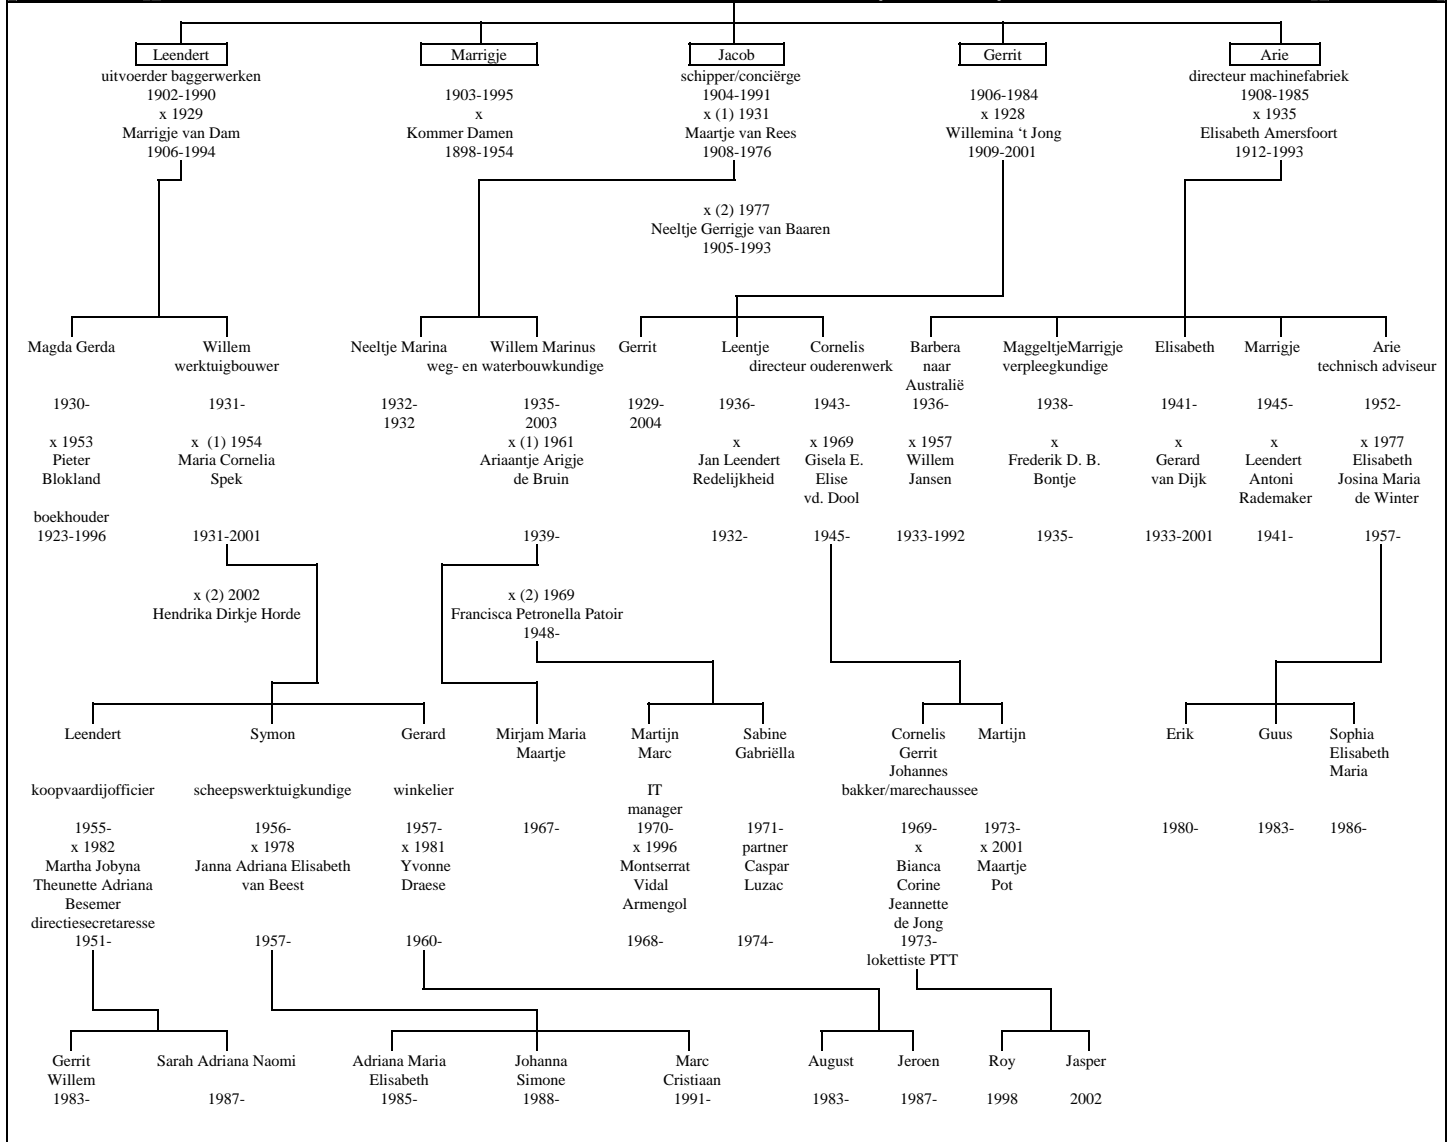 Leendert Marrigje Jacob Gerrit Arie
uitvoerder baggerwerken schipper/conciërge directeur machinefabriek
1902-1990 1903-1995 1904-1991 1906-1984 1908-1985
x 1929 x x (1) 1931 x 1928 x 1935
Marrigje van Dam Kommer Damen Maartje van Rees Willemina ‘t Jong Elisabeth Amersfoort
1906-1994 1898-1954 1908-1976 1909-2001 1912-1993
x (2) 1977
Neeltje Gerrigje van Baaren
1905-1993
Magda Gerda Willem Neeltje Marina Willem Marinus Gerrit Leentje Cornelis Barbera MaggeltjeMarrigje Elisabeth Marrigje Arie
werktuigbouwer weg- en waterbouwkundige directeur ouderenwerk naar verpleegkundige technisch adviseur
Australië
1930- 1931- 1932- 1935- 1929- 1936- 1943- 1936- 1938- 1941- 1945- 1952-
1932 2003 2004
x 1953 x (1) 1954 x (1) 1961 x x 1969 x 1957 x x x x 1977
Pieter Maria Cornelia Ariaantje Arigje Jan Leendert Gisela E. Willem Frederik D. B. Gerard Leendert Elisabeth
Blokland Spek de Bruin Redelijkheid Elise Jansen Bontje van Dijk Antoni Josina Maria
vd. Dool Rademaker de Winter
boekhouder
1923-1996 1931-2001 1939- 1932- 1945- 1933-1992 1935- 1933-2001 1941- 1957-
x (2) 2002 x (2) 1969
Hendrika Dirkje Horde Francisca Petronella Patoir
1948-
Leendert Symon Gerard Mirjam Maria Martijn Sabine Cornelis Martijn Erik Guus Sophia
Maartje Marc Gabriëlla Gerrit Elisabeth
Johannes Maria
koopvaardijofficier scheepswerktuigkundige winkelier IT bakker/marechaussee
manager
1955- 1956- 1957- 1967- 1970- 1971- 1969- 1973- 1980- 1983- 1986-
x 1982 x 1978 x 1981 x 1996 partner x x 2001
Martha Jobyna Janna Adriana Elisabeth Yvonne Montserrat Caspar Bianca Maartje
Theunette Adriana van Beest Draese Vidal Luzac Corine Pot
Besemer Armengol Jeannette
directiesecretaresse de Jong
1951- 1957- 1960- 1968- 1974- 1973-
lokettiste PTT
Gerrit Sarah Adriana Naomi Adriana Maria Johanna Marc August Jeroen Roy Jasper
Willem Elisabeth Simone Cristiaan
1983- 1987- 1985- 1988- 1991- 1983- 1987- 1998 2002